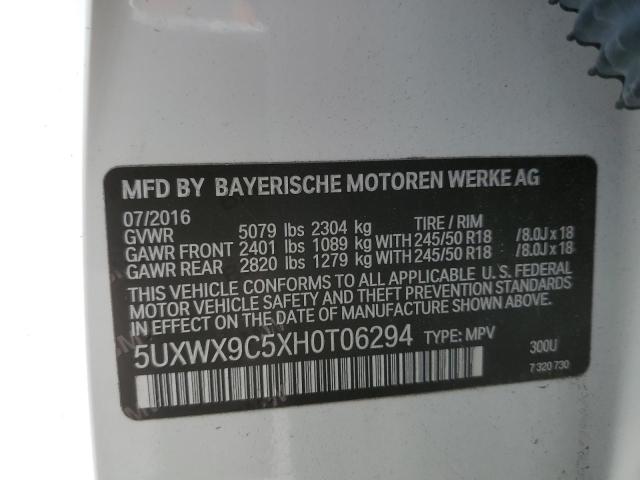 MFD BY BAYERISCHE MOTOREN WERKE AG
07/2016
GVWR 5079 lbs 2304 kg TIRE / RIM
GAWR FRONT 2401 lbs 1089 kg WITH 245/50 R18 /8.0J x 18
GAWR REAR 2820 lbs 1279 kg WITH 245/50 R18 /8.0J x 18
THIS VEHICLE CONFORMS TO ALL APPLICABLE U.S. FEDERAL
MOTOR VEHICLE SAFETY AND THEFT PREVENTION STANDARDS
IN EFFECT ON THE DATE OF MANUFACTURE SHOWN ABOVE.
5UXWX9C5XH0T06294 TYPE: MPV 300U
7 320 730